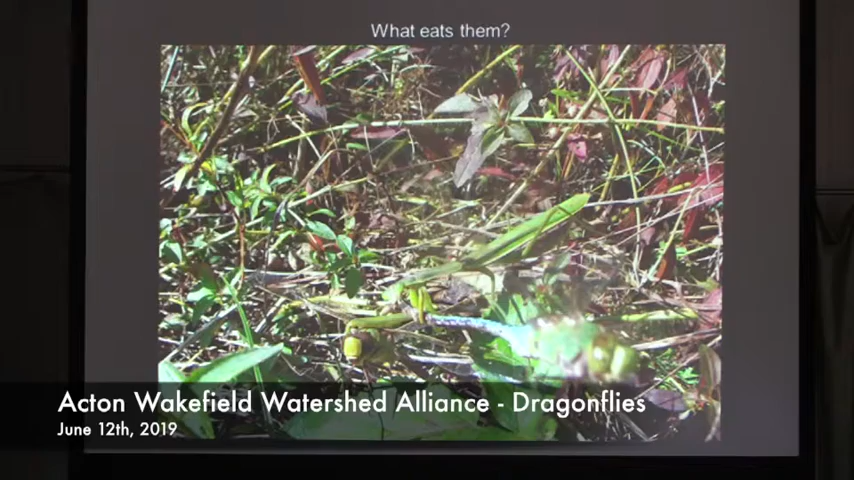 What eats them?
Acton Wakefield Watershed Alliance - Dragonflies
June 12th, 2019